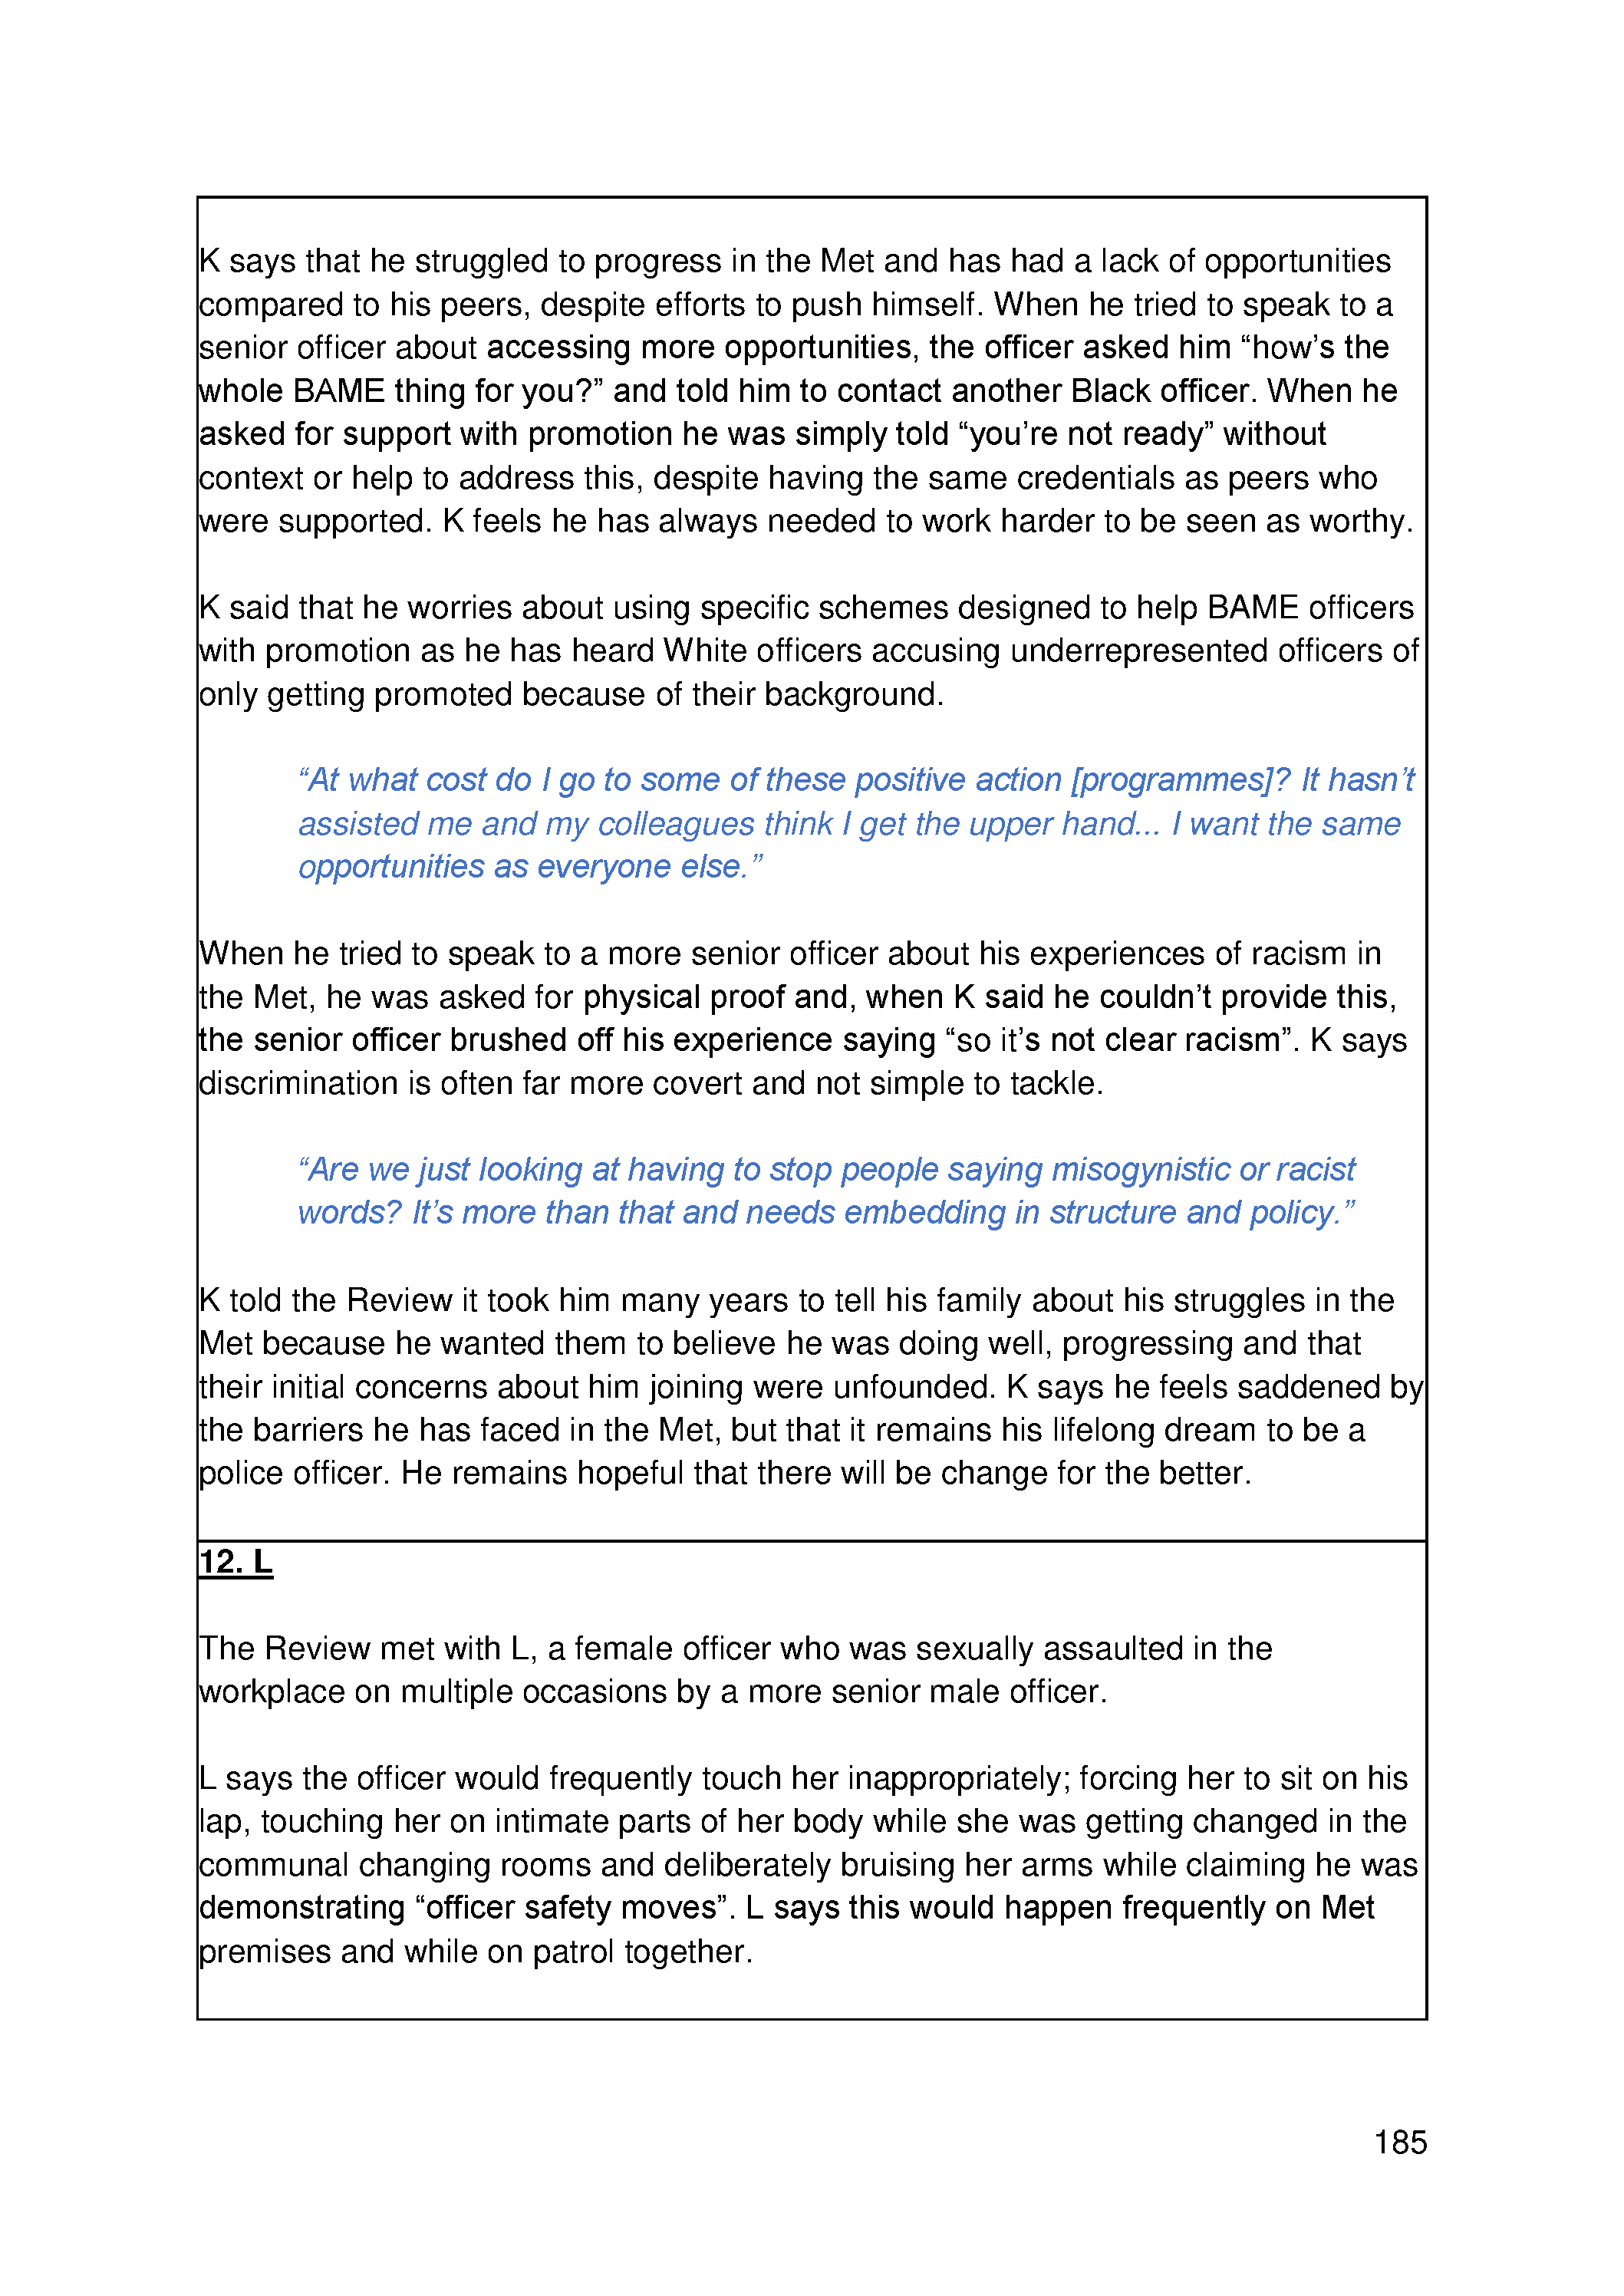 K says that he struggled to progress in the Met and has had a lack of opportunities
compared to his peers, despite efforts to push himself. When he tried to speak to a
senior officer about accessing more opportunities, the officer asked him “how’s the
whole BAME thing for you?” and told him to contact another Black officer. When he
asked for support with promotion he was simply told “you’re not ready” without
context or help to address this, despite having the same credentials as peers who
were supported. K feels he has always needed to work harder to be seen as worthy.
K said that he worries about using specific schemes designed to help BAME officers
with promotion as he has heard White officers accusing underrepresented officers of
only getting promoted because of their background.
“At what cost do I go to some of these positive action [programmes]? It hasn’t
assisted me and my colleagues think I get the upper hand... I want the same
opportunities as everyone else.”
When he tried to speak to a more senior officer about his experiences of racism in
the Met, he was asked for physical proof and, when K said he couldn’t provide this,
the senior officer brushed off his experience saying “so it’s not clear racism”. K says
discrimination is often far more covert and not simple to tackle.
“Are we just looking at having to stop people saying misogynistic or racist
words? It’s more than that and needs embedding in structure and policy.”
K told the Review it took him many years to tell his family about his struggles in the
Met because he wanted them to believe he was doing well, progressing and that
their initial concerns about him joining were unfounded. K says he feels saddened by
the barriers he has faced in the Met, but that it remains his lifelong dream to be a
police officer. He remains hopeful that there will be change for the better.
12. L
The Review met with L, a female officer who was sexually assaulted in the
workplace on multiple occasions by a more senior male officer.
L says the officer would frequently touch her inappropriately; forcing her to sit on his
lap, touching her on intimate parts of her body while she was getting changed in the
communal changing rooms and deliberately bruising her arms while claiming he was
demonstrating “officer safety moves”. L says this would happen frequently on Met
premises and while on patrol together.
185